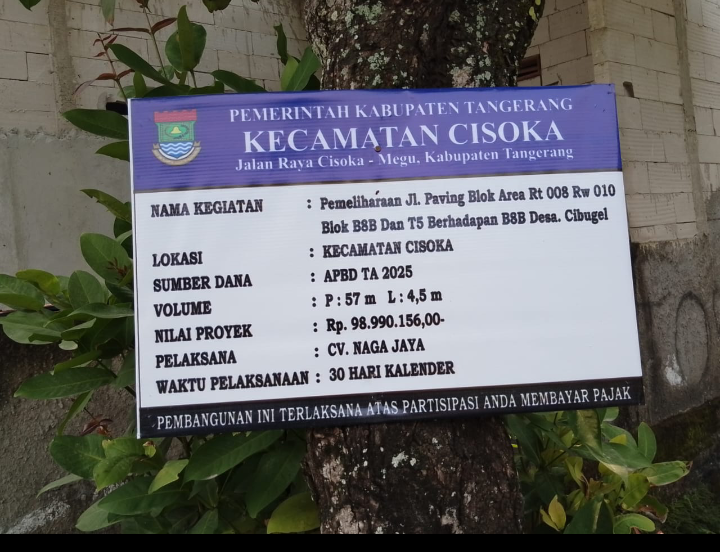 PEMERINTAH KABUPATEN TANGERANG
KECAMATAN CISOKA
Jalan Raya Cisoka - Megu, Kabupaten Tangerang
NAMA KEGIATAN : Pemeliharaan Jl. Paving Blok Area Rt 008 Rw 010
Blok B8B Dan T5 Berhadapan B8B Desa. Cibugel
LOKASI : KECAMATAN CISOKA
SUMBER DANA : APBD TA 2025
VOLUME : P : 57 m L : 4,5 m
NILAI PROYEK : Rp. 98.990.156,00-
PELAKSANA : CV. NAGA JAYA
WAKTU PELAKSANAAN : 30 HARI KALENDER
PEMBANGUNAN INI TERLAKSANA ATAS PARTISIPASI ANDA MEMBAYAR PAJAK